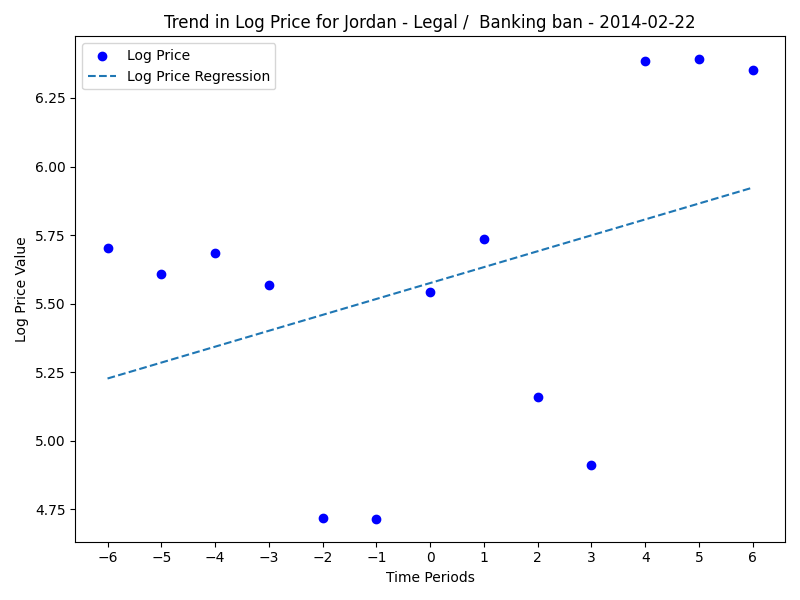 Trend in Log Price for Jordan - Legal /  Banking ban - 2014-02-22
Log Price
Log Price Regression
Log Price Value
6.25
6.00
5.75
5.50
5.25
5.00
4.75
−6 −5 −4 −3 −2 −1 0 1 2 3 4 5 6
Time Periods